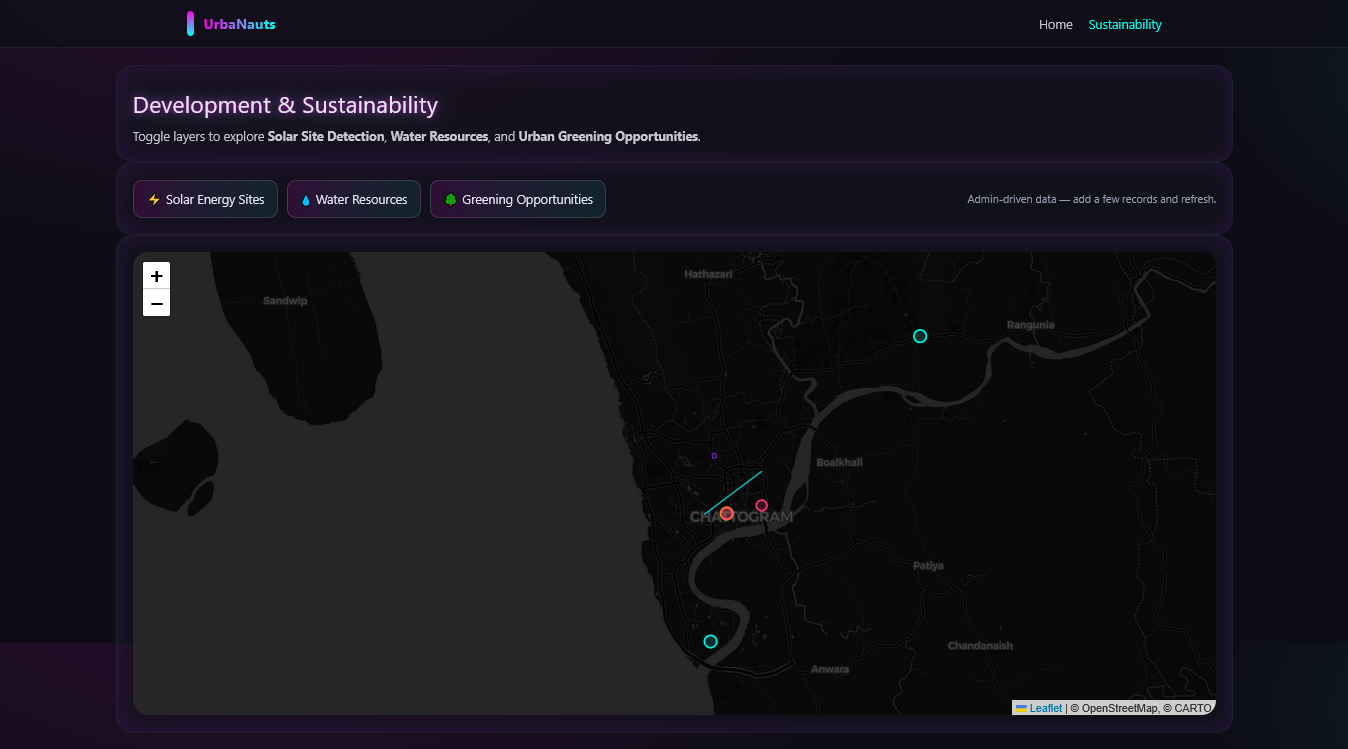 UrbaNauts
Home Sustainability
Development & Sustainability
Toggle layers to explore Solar Site Detection, Water Resources, and Urban Greening Opportunities.
Solar Energy Sites Water Resources Greening Opportunities Admin-driven data — add a few records and refresh.
+
−
Hathazari
Sandwip
Rangunia
Boalkhali
CHATTOGRAM
Patiya
Chandanaish
Anwara
Leaflet | © OpenStreetMap, © CARTO